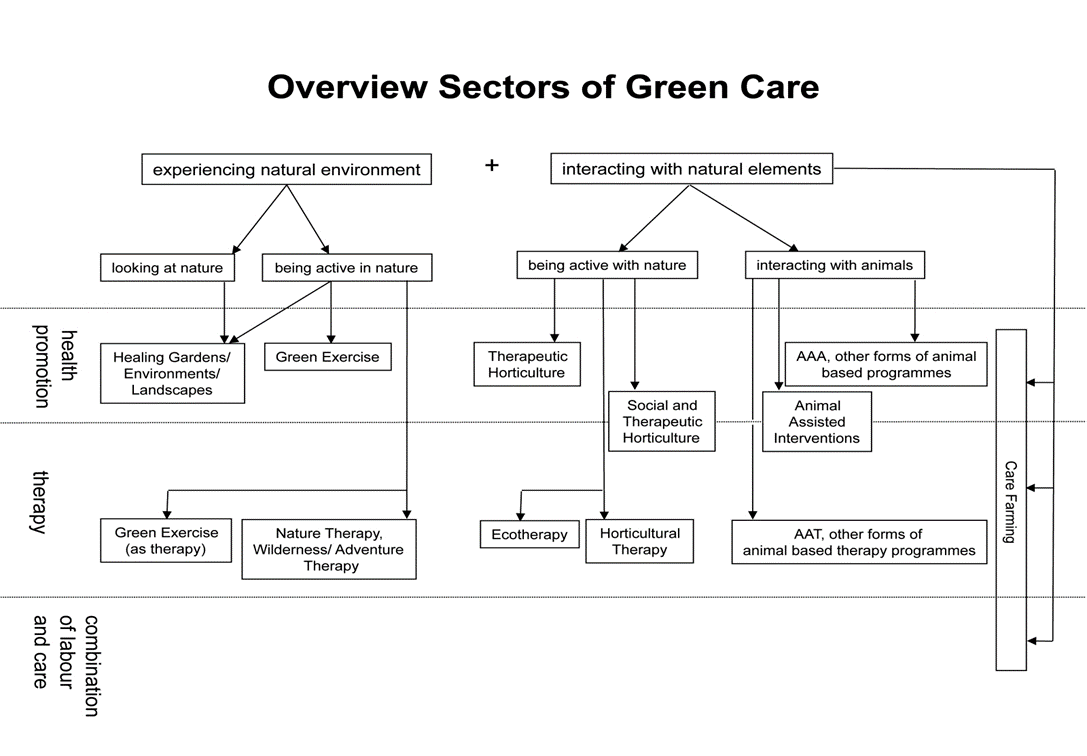 Overview Sectors of Green Care
experiencing natural environment
+
interacting with natural elements
looking at nature
being active in nature
being active with nature
interacting with animals
health
promotion
Healing Gardens/
Environments/
Landscapes
Green Exercise
Therapeutic
Horticulture
AAA, other forms of animal
based programmes
Social and
Therapeutic
Horticulture
Animal
Assisted
Interventions
therapy
Green Exercise
(as therapy)
Nature Therapy,
Wilderness/ Adventure
Therapy
Ecotherapy
Horticultural
Therapy
AAT, other forms of
animal based therapy programmes
Care Farming
combination
of labour
and care